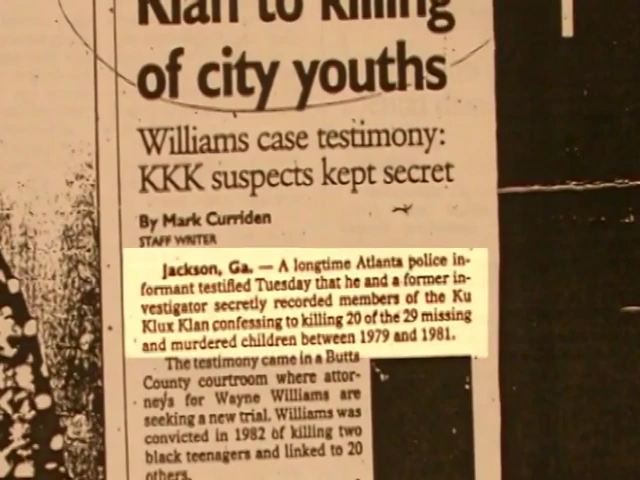 Klan to killing
of city youths
Williams case testimony:
KKK suspects kept secret
By Mark Curriden
STAFF WRITER
Jackson, Ga. — A longtime Atlanta police in-
formant testified Tuesday that he and a former in-
vestigator secretly recorded members of the Ku
Klux Klan confessing to killing 20 of the 29 missing
and murdered children between 1979 and 1981.
The testimony came in a Butts
County courtroom where attor-
neys for Wayne Williams are
seeking a new trial. Williams was
convicted in 1982 of killing two
black teenagers and linked to 20
others.